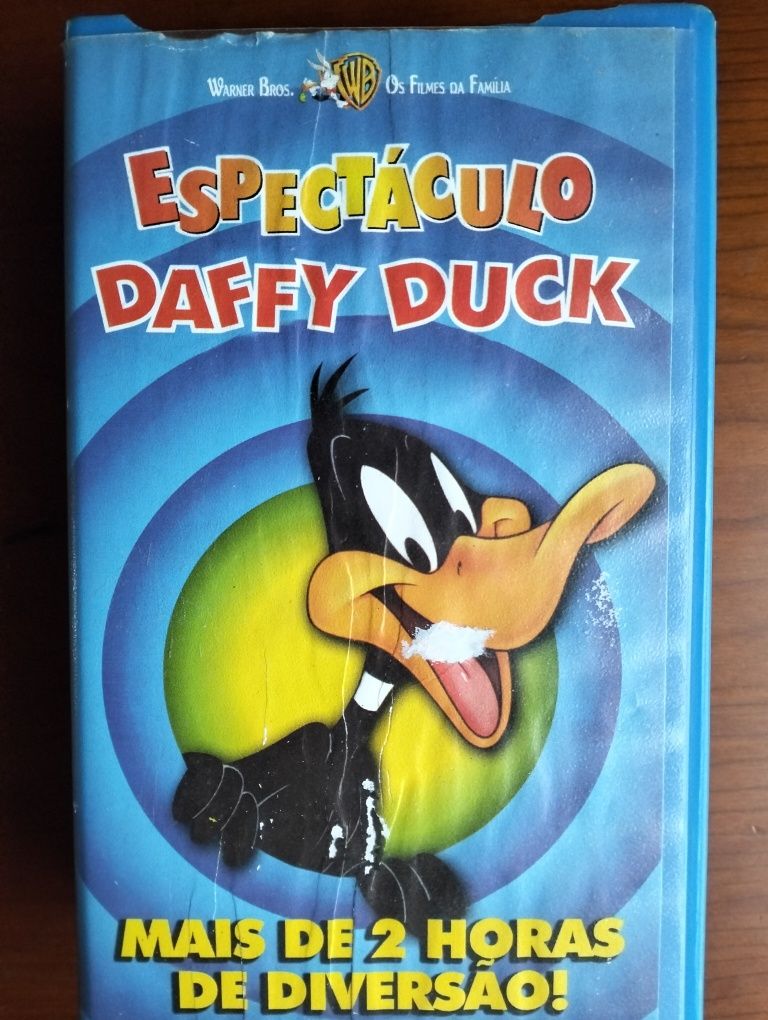 WARNER BROS. WB OS FILMES DA FAMÍLIA
ESPECTÁCULO
DAFFY DUCK
MAIS DE 2 HORAS
DE DIVERSÃO!